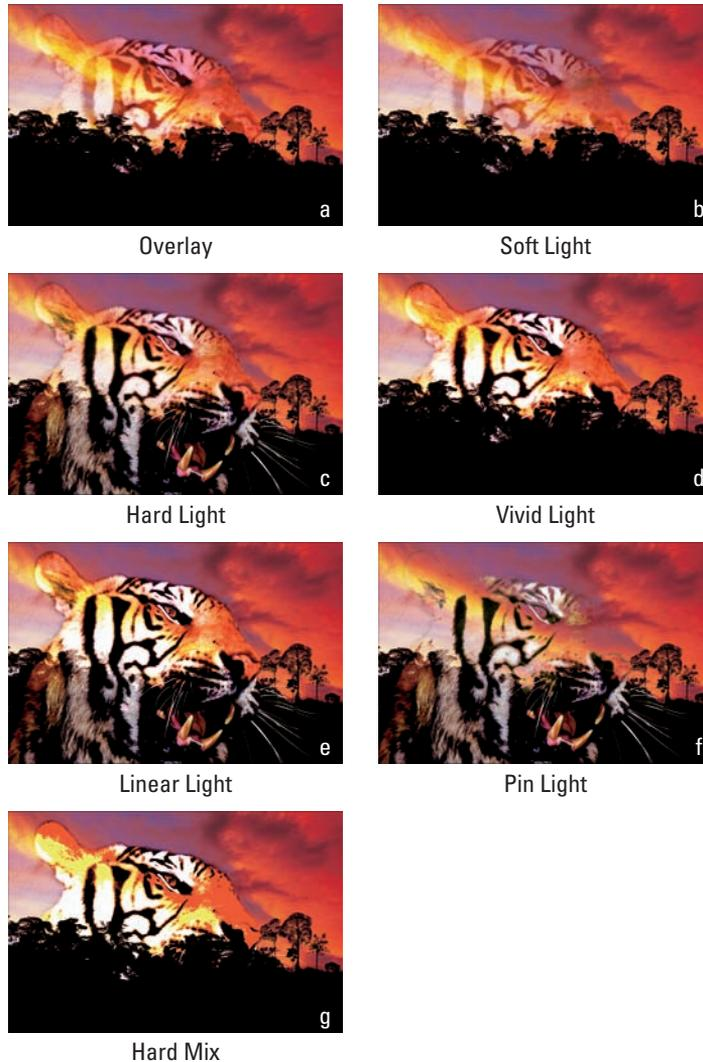 a
b
Overlay
Soft Light
c
d
Hard Light
Vivid Light
e
f
Linear Light
Pin Light
g
Hard Mix